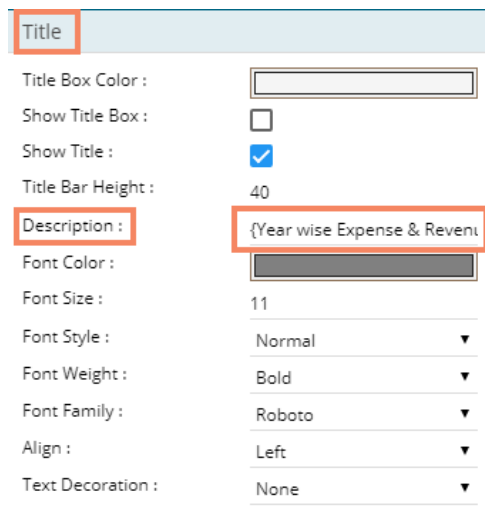 Title
Title Box Color :
Show Title Box :
Show Title :
Title Bar Height : 40
Description : {Year wise Expense & Revenu
Font Color :
Font Size : 11
Font Style : Normal
Font Weight : Bold
Font Family : Roboto
Align : Left
Text Decoration : None